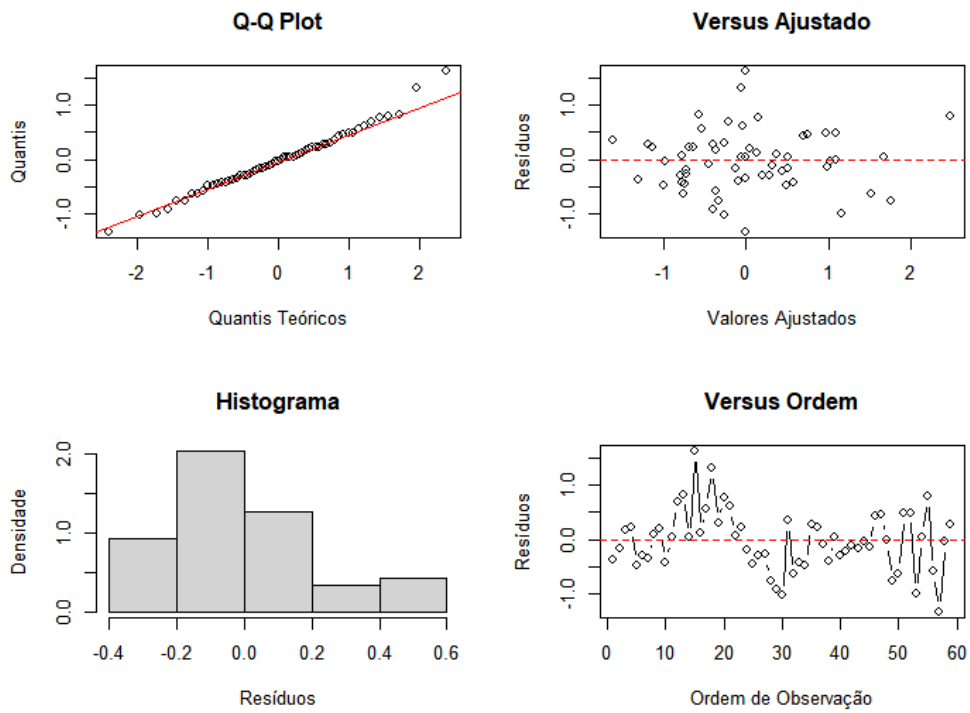 Q-Q Plot
Quantis
1.0
0.0
-1.0
-2 -1 0 1 2
Quantis Teóricos
Versus Ajustado
Resíduos
1.0
0.0
-1.0
-1 0 1 2
Valores Ajustados
Histograma
Densidade
2.0
1.0
0.0
-0.4 -0.2 0.0 0.2 0.4 0.6
Resíduos
Versus Ordem
Resíduos
1.0
0.0
-1.0
0 10 20 30 40 50 60
Ordem de Observação